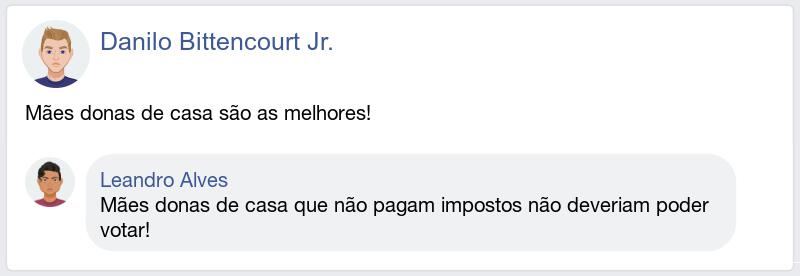 Danilo Bittencourt Jr.
Mães donas de casa são as melhores!
Leandro Alves
Mães donas de casa que não pagam impostos não deveriam poder
votar!